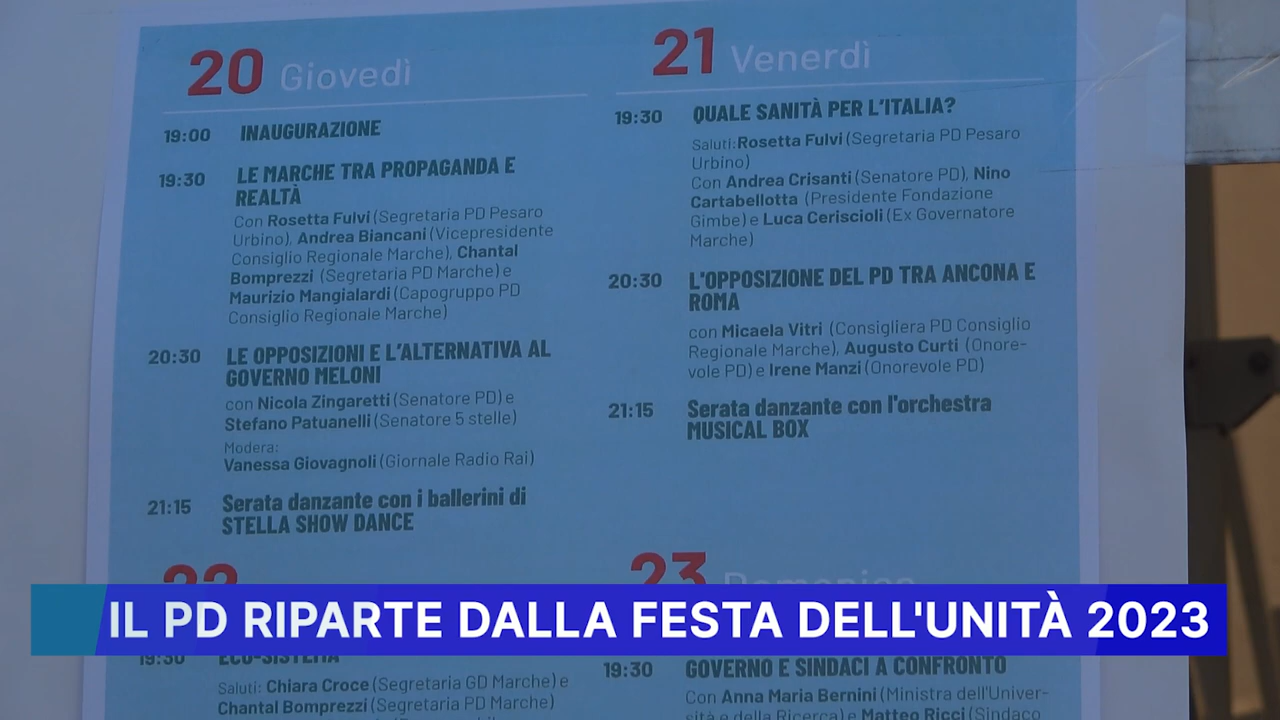 20 Giovedì
19:00 INAUGURAZIONE
19:30 LE MARCHE TRA PROPAGANDA E
REALTÀ
Con Rosetta Fulvi (Segretaria PD Pesaro
Urbino), Andrea Biancani (Vicepresidente
Consiglio Regionale Marche), Chantal
Bomprezzi (Segretaria PD Marche) e
Maurizio Mangialardi (Capogruppo PD
Consiglio Regionale Marche)
20:30 LE OPPOSIZIONI E L'ALTERNATIVA AL
GOVERNO MELONI
con Nicola Zingaretti (Senatore PD) e
Stefano Patuanelli (Senatore 5 stelle)
Modera:
Vanessa Giovagnoli (Giornale Radio Rai)
21:15 Serata danzante con i ballerini di
STELLA SHOW DANCE
21 Venerdì
19:30 QUALE SANITÀ PER L'ITALIA?
Saluti: Rosetta Fulvi (Segretaria PD Pesaro
Urbino)
Con Andrea Crisanti (Senatore PD), Nino
Cartabellotta (Presidente Fondazione
Gimbe) e Luca Ceriscioli (Ex Governatore
Marche)
20:30 L'OPPOSIZIONE DEL PD TRA ANCONA E
ROMA
con Micaela Vitri (Consigliera PD Consiglio
Regionale Marche), Augusto Curti (Onore-
vole PD) e Irene Manzi (Onorevole PD)
21:15 Serata danzante con l'orchestra
MUSICAL BOX
22
23 Domenica
IL PD RIPARTE DALLA FESTA DELL'UNITÀ 2023
19:30 ECO-SISTEMA
Saluti: Chiara Croce (Segretaria GD Marche) e
Chantal Bomprezzi (Segretaria PD Marche)
19:30 GOVERNO E SINDACI A CONFRONTO
Con Anna Maria Bernini (Ministra dell'Univer-
sità e della Ricerca) e Matteo Ricci (Sindaco